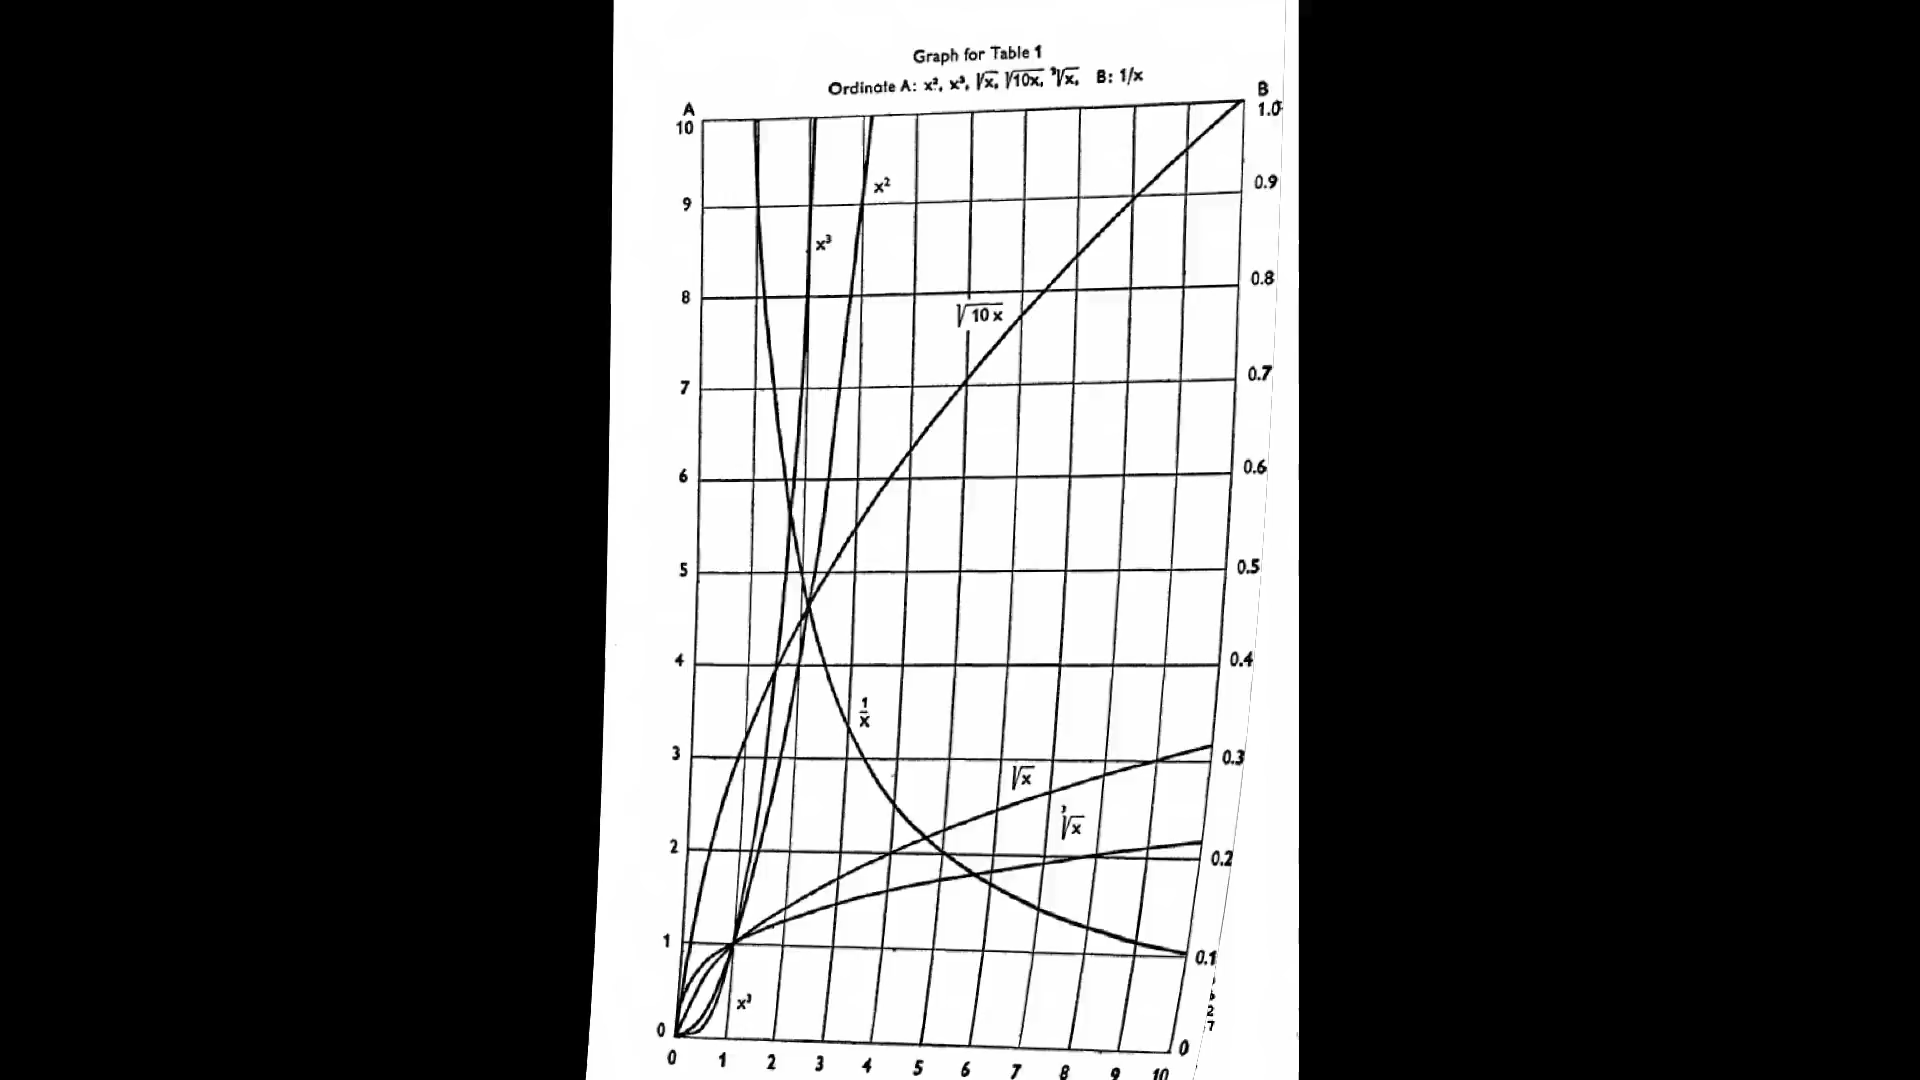 Graph for Table 1
Ordinate A: x², x³, √x, √10x, ³√x, B: 1/x
A
B
10
1.0
9
x²
0.9
x³
8
0.8
√10x
7
0.7
6
0.6
5
0.5
4
0.4
1/x
3
0.3
√x
³√x
2
0.2
1
0.1
x³
2
7
0
0
0 1 2 3 4 5 6 7 8 9 10